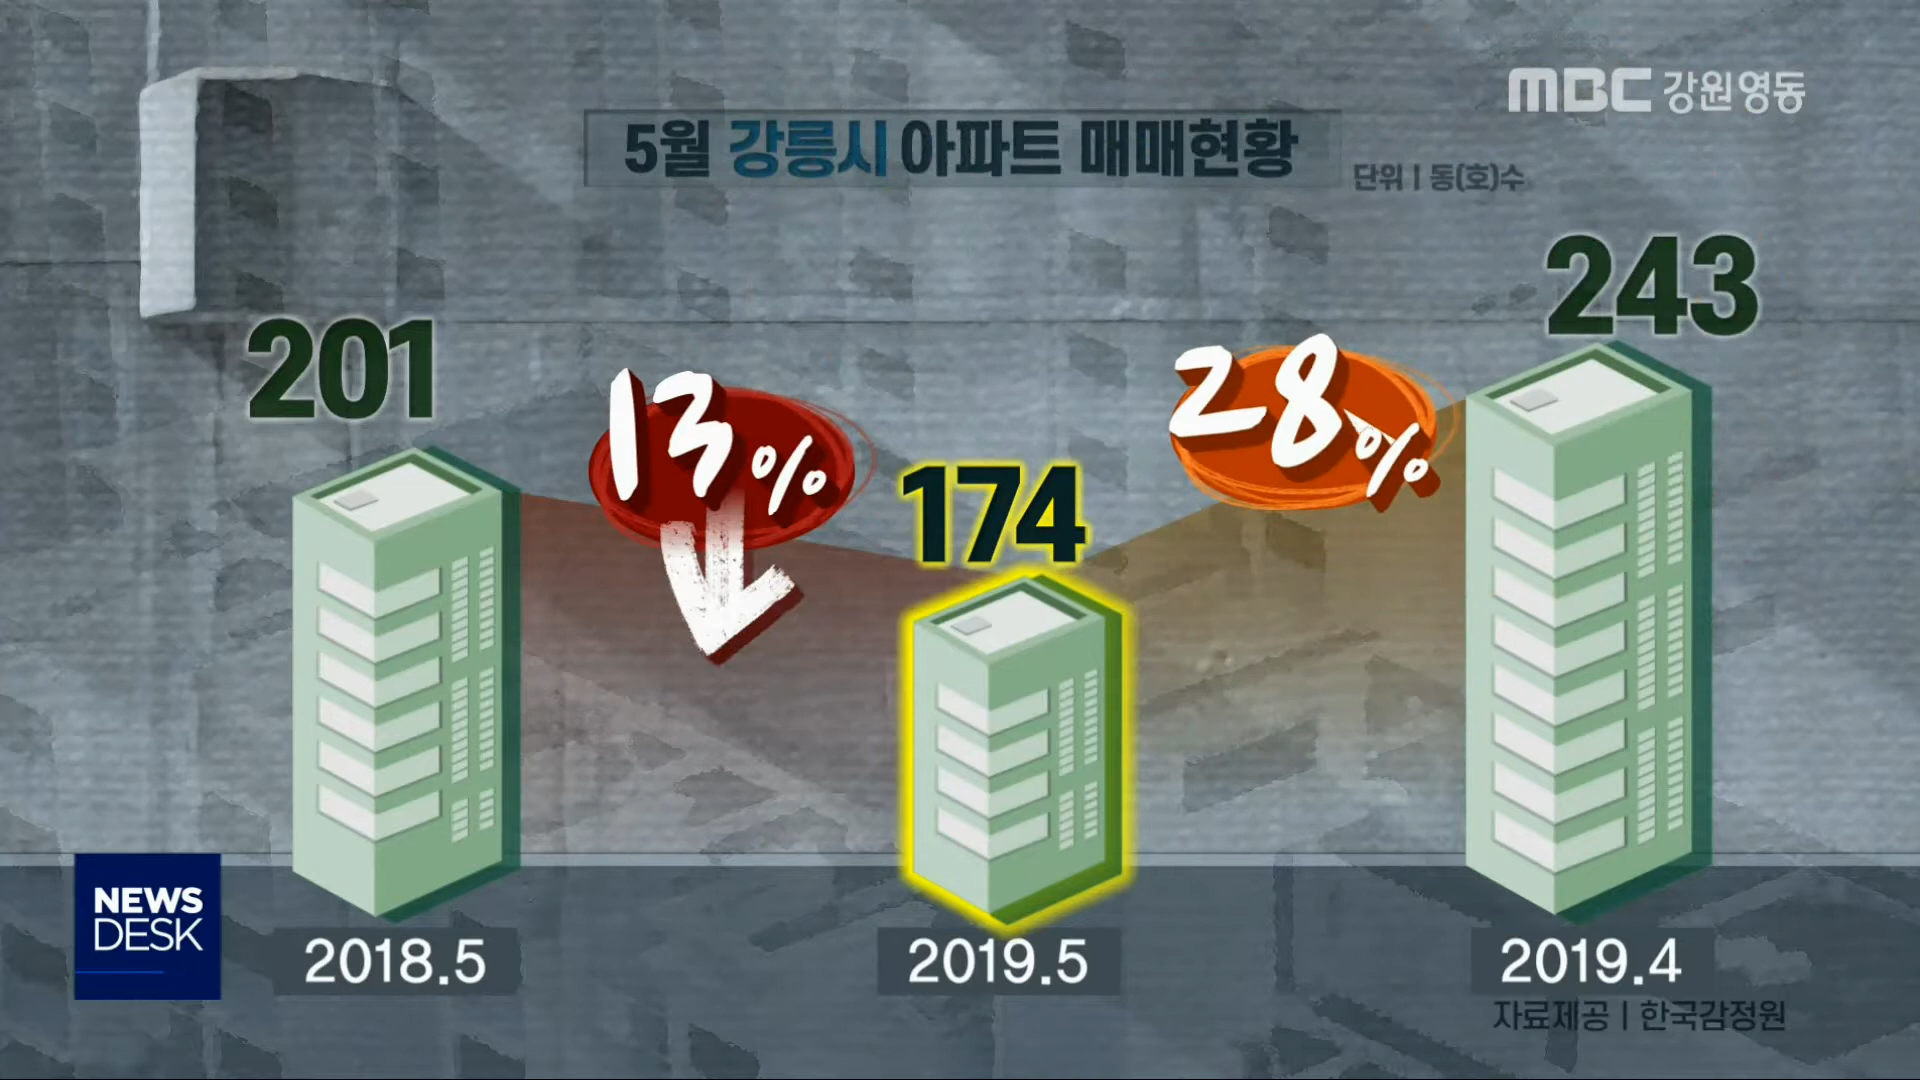 MBC 강원영동
5월 강릉시 아파트 매매현황
단위 | 동(호)수
201
13%
174
28%
243
NEWS
DESK
2018.5
2019.5
2019.4
자료제공 | 한국감정원